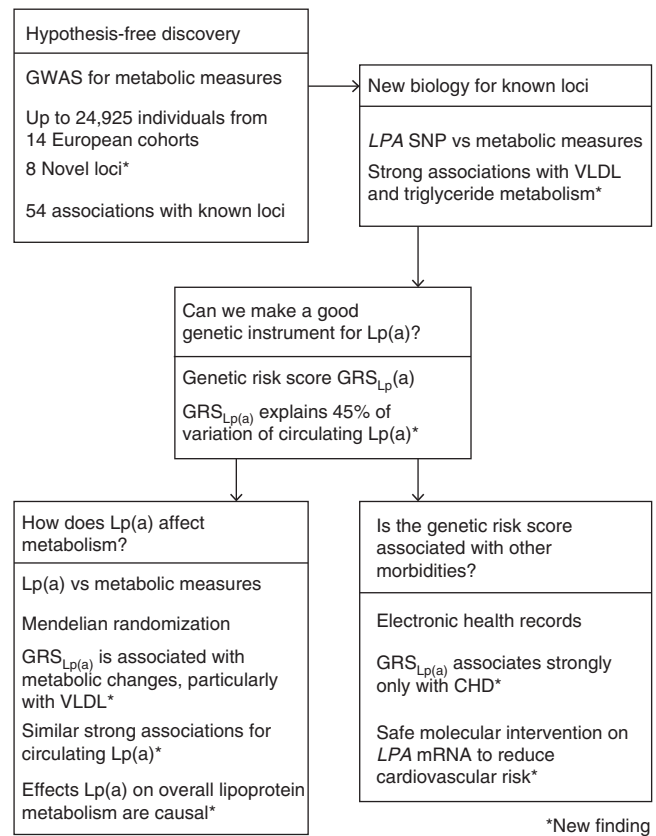 Hypothesis-free discovery
GWAS for metabolic measures
Up to 24,925 individuals from
14 European cohorts
8 Novel loci*
54 associations with known loci
New biology for known loci
LPA SNP vs metabolic measures
Strong associations with VLDL
and triglyceride metabolism*
Can we make a good
genetic instrument for Lp(a)?
Genetic risk score GRSLp(a)
GRSLp(a) explains 45% of
variation of circulating Lp(a)*
How does Lp(a) affect
metabolism?
Lp(a) vs metabolic measures
Mendelian randomization
GRSLp(a) is associated with
metabolic changes, particularly
with VLDL*
Similar strong associations for
circulating Lp(a)*
Effects Lp(a) on overall lipoprotein
metabolism are causal*
Is the genetic risk score
associated with other
morbidities?
Electronic health records
GRSLp(a) associates strongly
only with CHD*
Safe molecular intervention on
LPA mRNA to reduce
cardiovascular risk*
*New finding